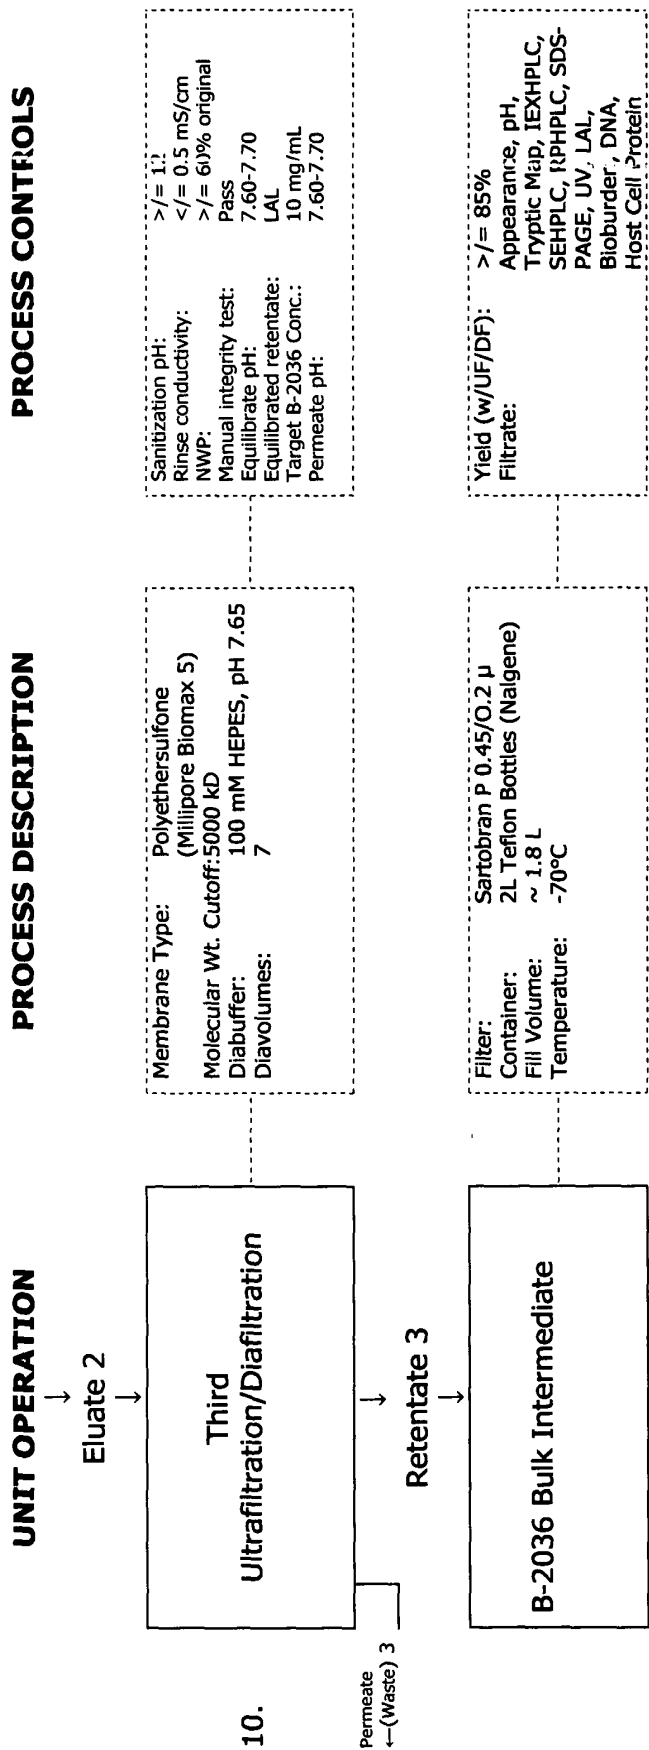 UNIT OPERATION
PROCESS DESCRIPTION
PROCESS CONTROLS
↓
Eluate 2
↓
10.
Third
Ultrafiltration/Diafiltration
Permeate
←(Waste) 3
Membrane Type: Polyethersulfone
(Millipore Biomax 5)
Molecular Wt. Cutoff: 5000 kD
Diabuffer: 100 mM HEPES, pH 7.65
Diavolumes: 7
Sanitization pH: >/= 12
Rinse conductivity: </= 0.5 mS/cm
NWP: >/= 60% original
Manual integrity test: Pass
Equilibrate pH: 7.60-7.70
Equilibrated retentate: LAL
Target B-2036 Conc.: 10 mg/mL
Permeate pH: 7.60-7.70
↓
Retentate 3
↓
B-2036 Bulk Intermediate
Filter: Sartobran P 0.45/0.2 µ
Container: 2L Teflon Bottles (Nalgene)
Fill Volume: ~ 1.8 L
Temperature: -70°C
Yield (w/UF/DF): >/= 85%
Filtrate: Appearance, pH,
Tryptic Map, IEXHPLC,
SEHPLC, RPHPLC, SDS-
PAGE, UV, LAL,
Bioburden, DNA,
Host Cell Protein